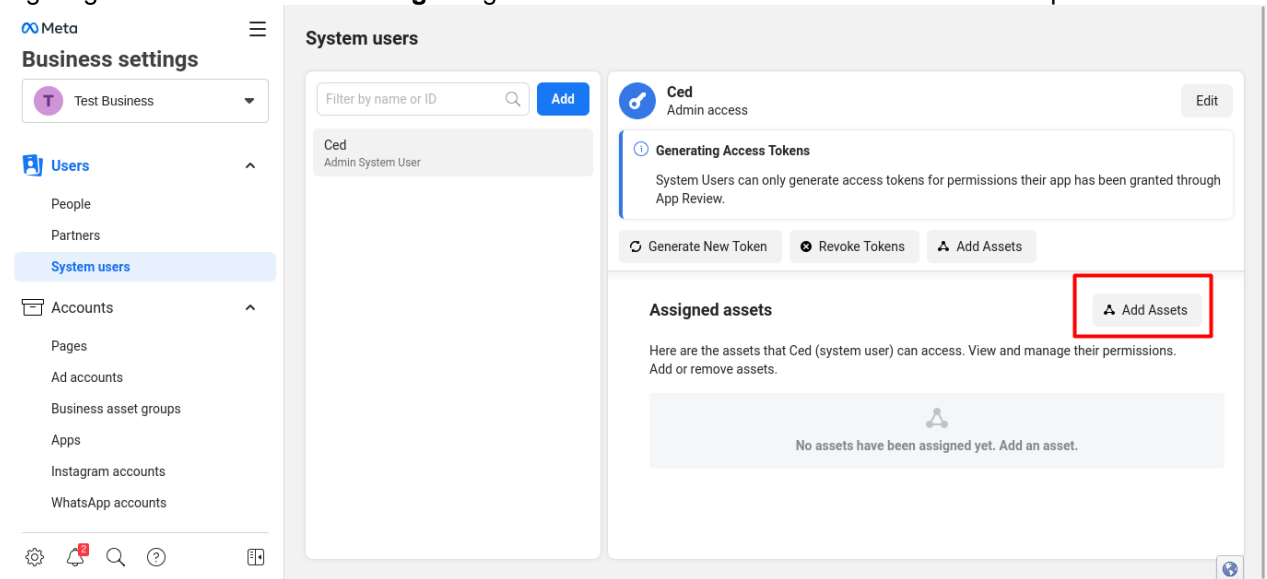 Meta
Business settings
T Test Business
Users
People
Partners
System users
Accounts
Pages
Ad accounts
Business asset groups
Apps
Instagram accounts
WhatsApp accounts
2
System users
Filter by name or ID
Add
Ced
Admin System User
Ced
Admin access
Edit
Generating Access Tokens
System Users can only generate access tokens for permissions their app has been granted through
App Review.
Generate New Token Revoke Tokens Add Assets
Assigned assets
Add Assets
Here are the assets that Ced (system user) can access. View and manage their permissions.
Add or remove assets.
No assets have been assigned yet. Add an asset.